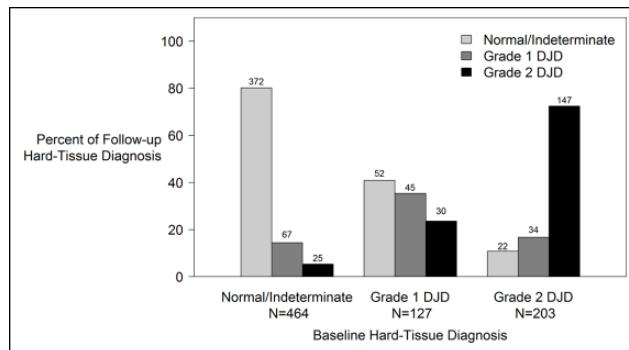 100
80
60
40
20
0
Percent of Follow-up
Hard-Tissue Diagnosis
Normal/Indeterminate
Grade 1 DJD
Grade 2 DJD
372
67
25
52
45
30
22
34
147
Normal/Indeterminate
N=464
Grade 1 DJD
N=127
Grade 2 DJD
N=203
Baseline Hard-Tissue Diagnosis